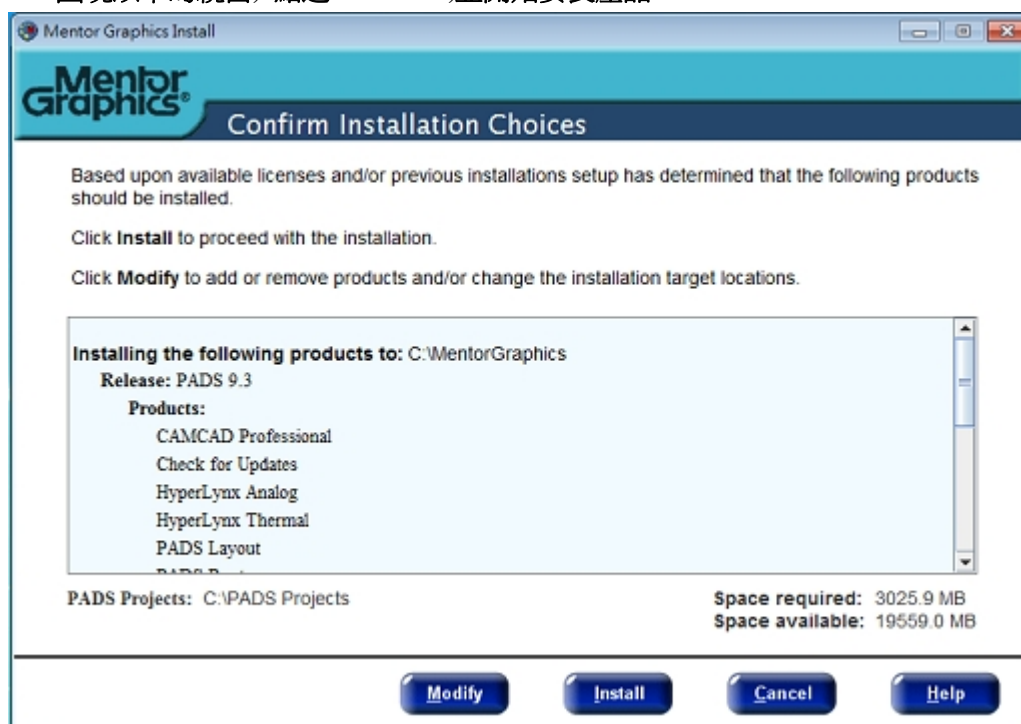 Mentor Graphics Install
Mentor
Graphics®
Confirm Installation Choices
Based upon available licenses and/or previous installations setup has determined that the following products
should be installed.
Click Install to proceed with the installation.
Click Modify to add or remove products and/or change the installation target locations.
Installing the following products to: C:\MentorGraphics
Release: PADS 9.3
Products:
CAMCAD Professional
Check for Updates
HyperLynx Analog
HyperLynx Thermal
PADS Layout
PADS Projects: C:\PADS Projects
Space required: 3025.9 MB
Space available: 19559.0 MB
Modify Install Cancel Help